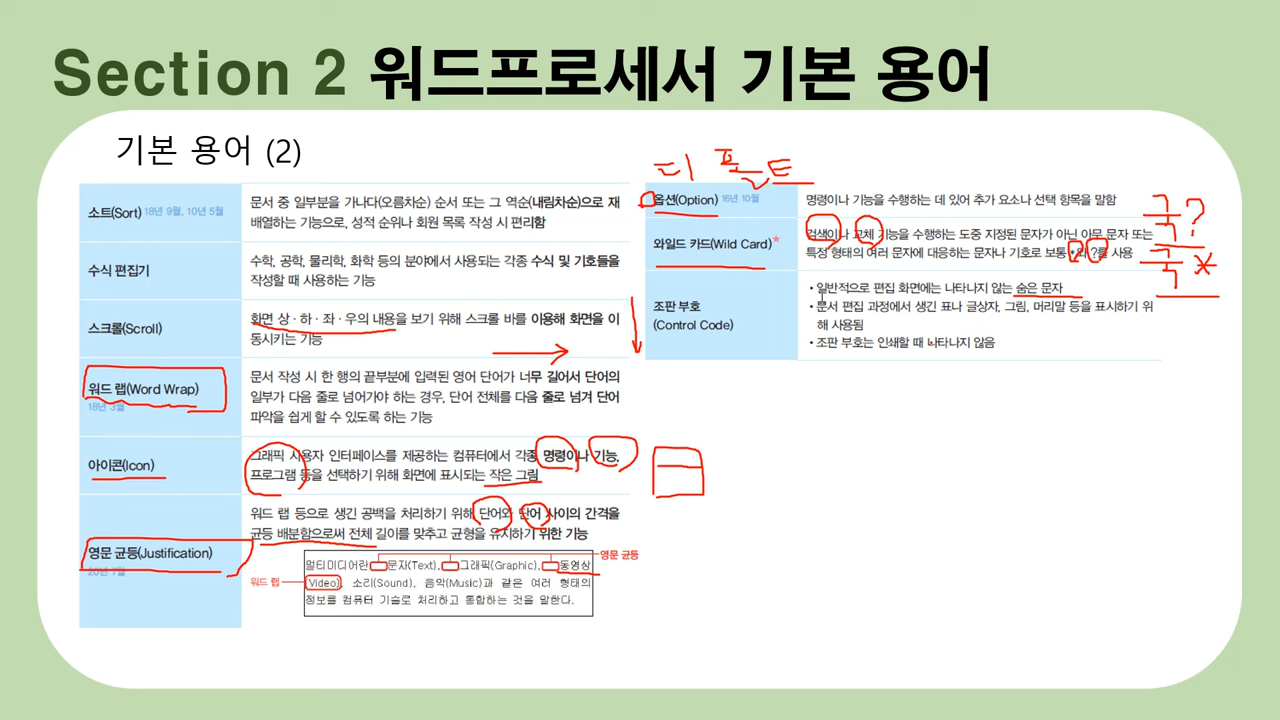 Section 2 워드프로세서 기본 용어
기본 용어 (2)
소트(Sort) 18년 9월, 10년 5월
문서 중 일부분을 가나다(오름차순) 순서 또는 그 역순(내림차순)으로 재
배열하는 기능으로, 성적 순위나 회원 목록 작성 시 편리함
수식 편집기
수학, 공학, 물리학, 화학 등의 분야에서 사용되는 각종 수식 및 기호들을
작성할 때 사용하는 기능
스크롤(Scroll)
화면 상·하·좌·우의 내용을 보기 위해 스크롤 바를 이용해 화면을 이
동시키는 기능
워드 랩(Word Wrap)
18년 3월
문서 작성 시 한 행의 끝부분에 입력된 영어 단어가 너무 길어서 단어의
일부가 다음 줄로 넘어가야 하는 경우, 단어 전체를 다음 줄로 넘겨 단어
파악을 쉽게 할 수 있도록 하는 기능
아이콘(Icon)
그래픽 사용자 인터페이스를 제공하는 컴퓨터에서 각종 명령이나 기능,
프로그램 등을 선택하기 위해 화면에 표시되는 작은 그림
영문 균등(Justification)
20년 7월
워드 랩 등으로 생긴 공백을 처리하기 위해 단어와 단어 사이의 간격을
균등 배분함으로써 전체 길이를 맞추고 균형을 유지하기 위한 기능
영문 균등
멀티미디어란 문자(Text), 그래픽(Graphic), 동영상
워드 랩
(Video), 소리(Sound), 음악(Music)과 같은 여러 형태의
정보를 컴퓨터 기술로 처리하고 통합하는 것을 말한다.
디폴트
옵션(Option) 16년 10월
명령이나 기능을 수행하는 데 있어 추가 요소나 선택 항목을 말함
와일드 카드(Wild Card)*
검색이나 교체 기능을 수행하는 도중 지정된 문자가 아닌 아무 문자 또는
특정 형태의 여러 문자에 대응하는 문자나 기호로 보통 *와 ?를 사용
국?
국*
조판 부호
(Control Code)
• 일반적으로 편집 화면에는 나타나지 않는 숨은 문자
• 문서 편집 과정에서 생긴 표나 글상자, 그림, 머리말 등을 표시하기 위
해 사용됨
• 조판 부호는 인쇄할 때 나타나지 않음